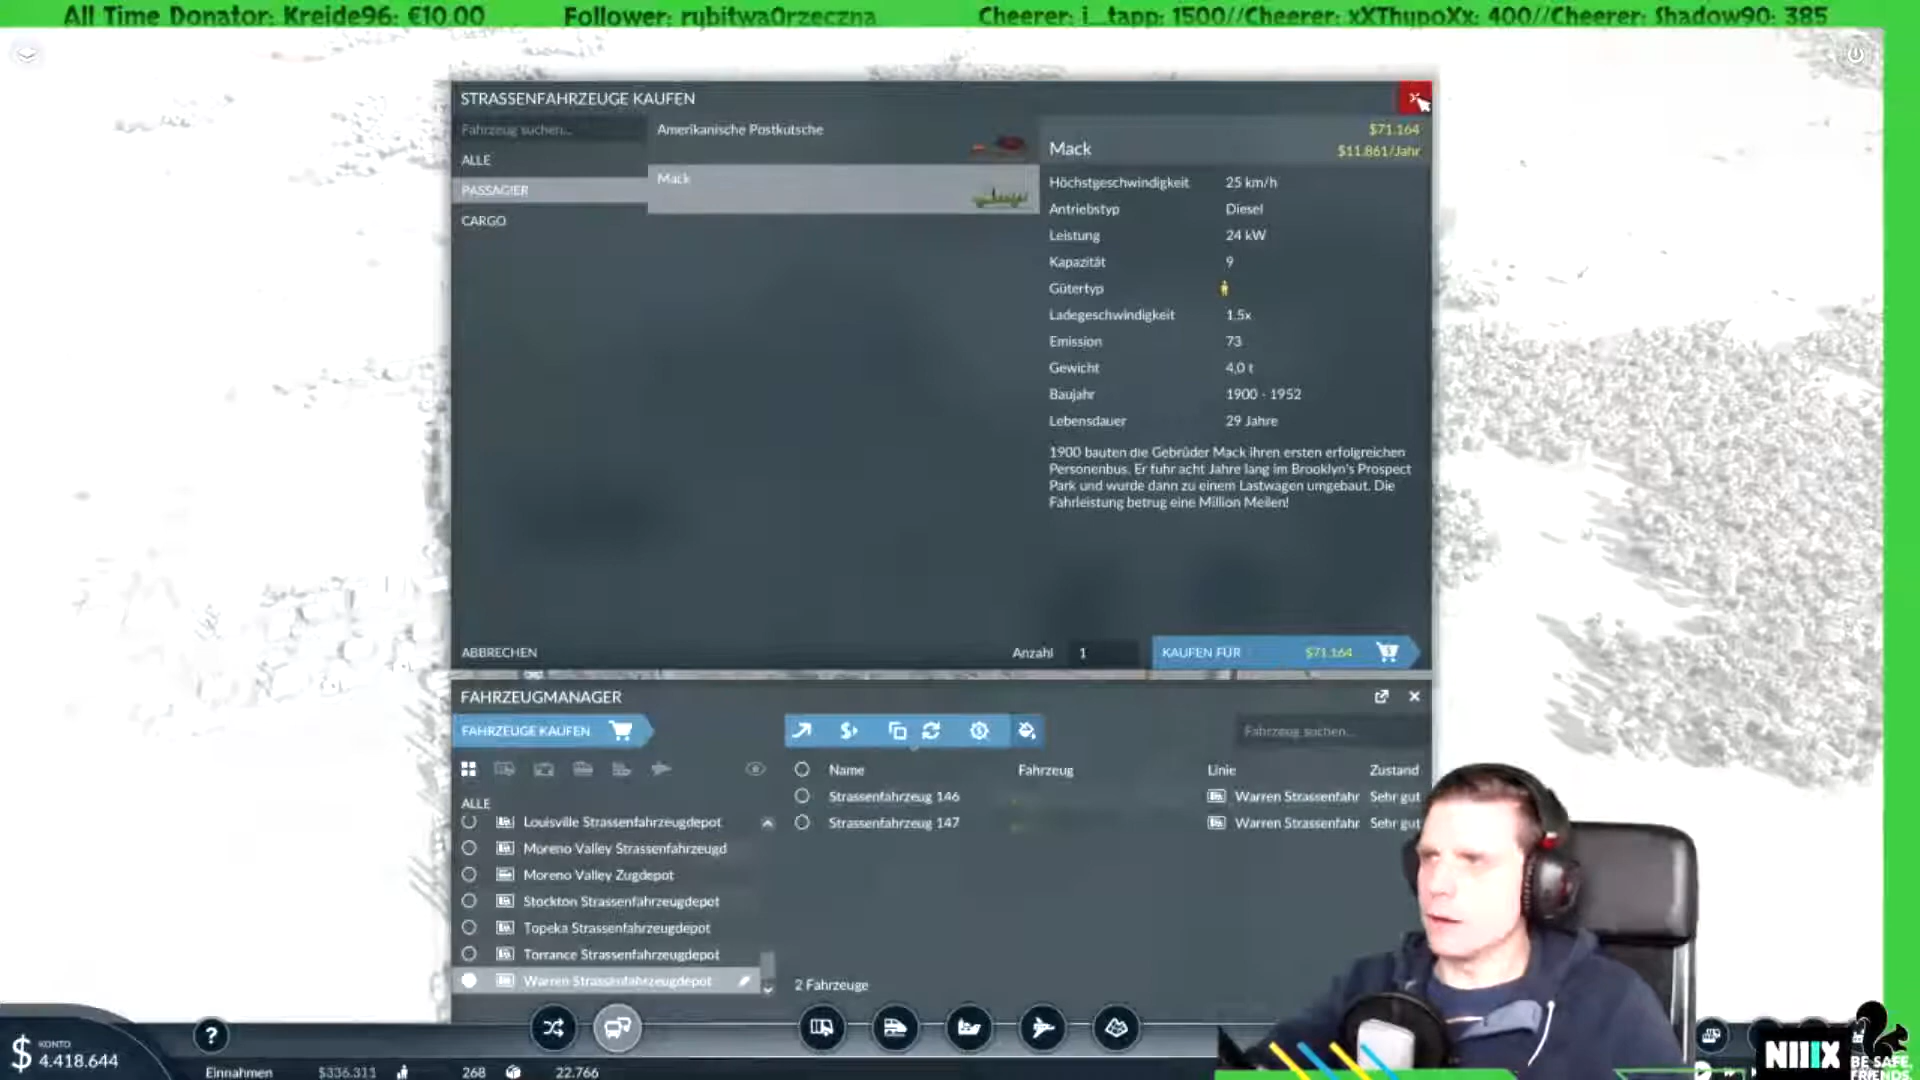 All Time Donator: Kreide96: €10.00 Follower: rybitwa0rzeczna Cheerer: i_tapp: 1500//Cheerer: xXThypoXx: 400//Cheerer: Shadow90: 385
STRASSENFAHRZEUGE KAUFEN
Fahrzeug suchen...
ALLE
PASSAGIER
CARGO
Amerikanische Postkutsche
Mack
Mack
$71.164
$11.861/Jahr
Höchstgeschwindigkeit 25 km/h
Antriebstyp Diesel
Leistung 24 kW
Kapazität 9
Gütertyp
Ladegeschwindigkeit 1.5x
Emission 73
Gewicht 4,0 t
Baujahr 1900 - 1952
Lebensdauer 29 Jahre
1900 bauten die Gebrüder Mack ihren ersten erfolgreichen
Personenbus. Er fuhr acht Jahre lang im Brooklyn's Prospect
Park und wurde dann zu einem Lastwagen umgebaut. Die
Fahrleistung betrug eine Million Meilen!
ABBRECHEN
Anzahl 1
KAUFEN FÜR $71.164
FAHRZEUGMANAGER
FAHRZEUGE KAUFEN
Fahrzeug suchen...
Name Fahrzeug Linie Zustand
Strassenfahrzeug 146 Warren Strassenfahr Sehr gut
Strassenfahrzeug 147 Warren Strassenfahr Sehr gut
ALLE
Louisville Strassenfahrzeugdepot
Moreno Valley Strassenfahrzeugd
Moreno Valley Zugdepot
Stockton Strassenfahrzeugdepot
Topeka Strassenfahrzeugdepot
Torrance Strassenfahrzeugdepot
Warren Strassenfahrzeugdepot
2 Fahrzeuge
?
$ KONTO
4.418.644
Einnahmen $336.311 268 22.766
NIIIX
BE SAFE,
FRIENDS